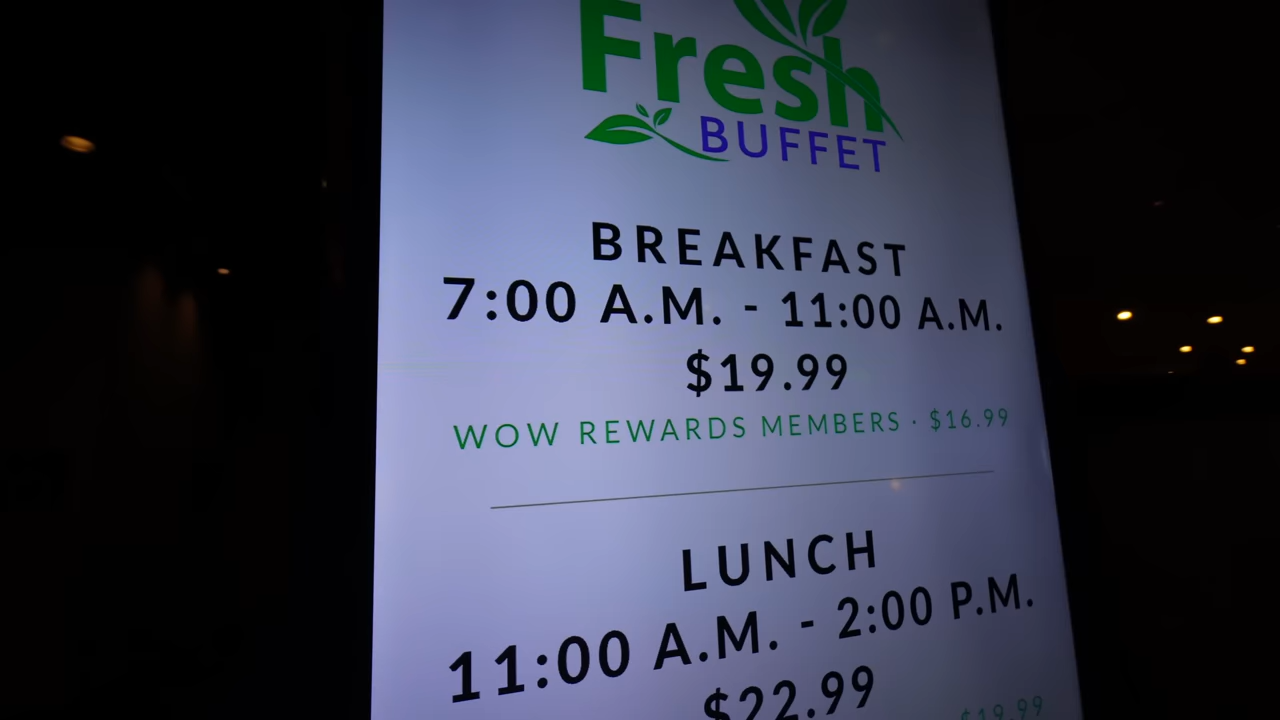 Fresh
BUFFET
BREAKFAST
7:00 A.M. - 11:00 A.M.
$19.99
WOW REWARDS MEMBERS · $16.99
LUNCH
11:00 A.M. - 2:00 P.M.
$22.99
$19.99